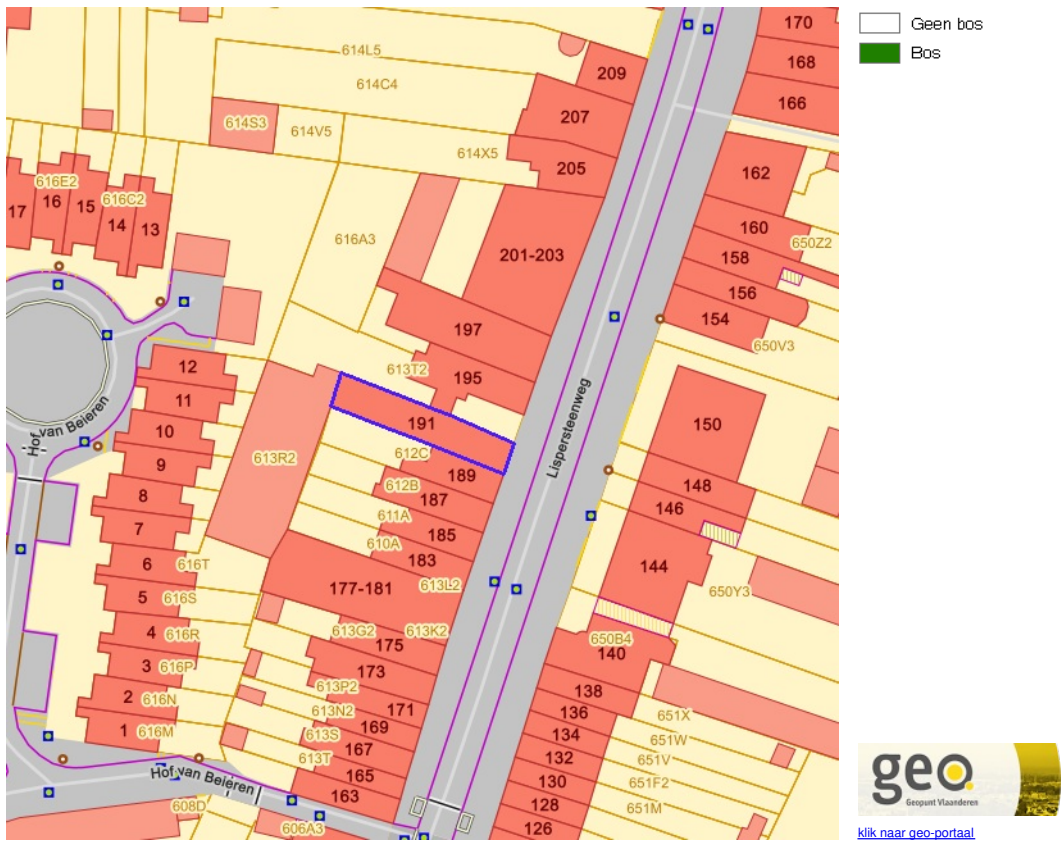 Geen bos
Bos
170
168
166
614L5
614C4
209
207
205
614S3
614V5
614X5
162
160
650Z2
158
156
154
650V3
616E2
616C2
17
16
15
14
13
616A3
201-203
197
195
613T2
191
12
11
10
9
8
7
6
5
4
3
2
1
616T
616S
616R
616P
616N
616M
Hof van Beieren
613R2
612C
189
612B
187
611A
185
610A
183
613L2
177-181
613G2
613K2
175
173
613P2
171
613N2
169
613S
167
613T
165
163
Lispersteenweg
150
148
146
144
650Y3
650B4
140
138
136
134
132
130
128
126
651X
651W
651V
651F2
651M
Hof van Beieren
608D
606A3
geo
Geopunt Vlaanderen
klik naar geo-portaal